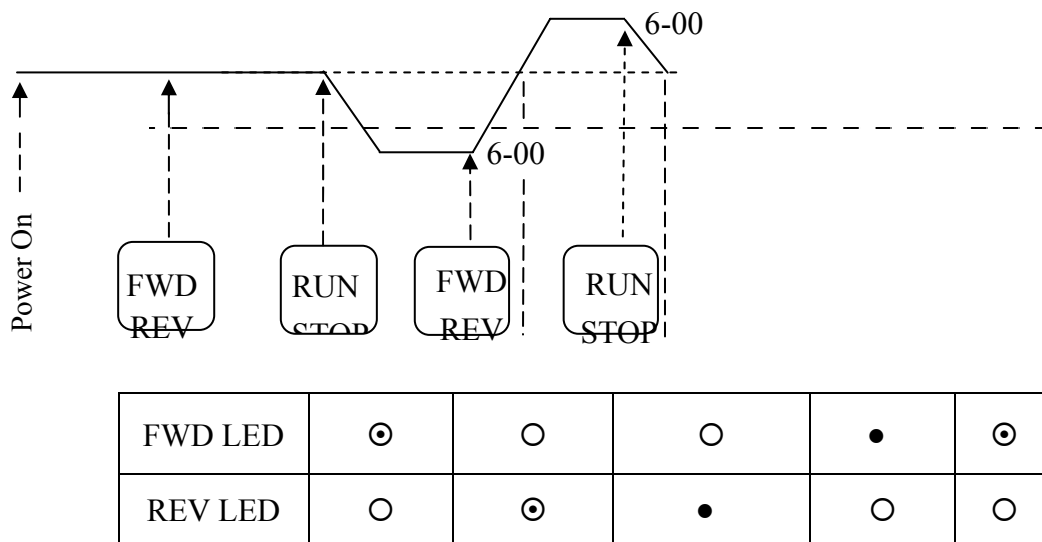 6-00
6-00
Power On
FWD
REV
RUN
STOP
FWD
REV
RUN
STOP
FWD LED ⊙ ○ ○ ● ⊙
REV LED ○ ⊙ ● ○ ○